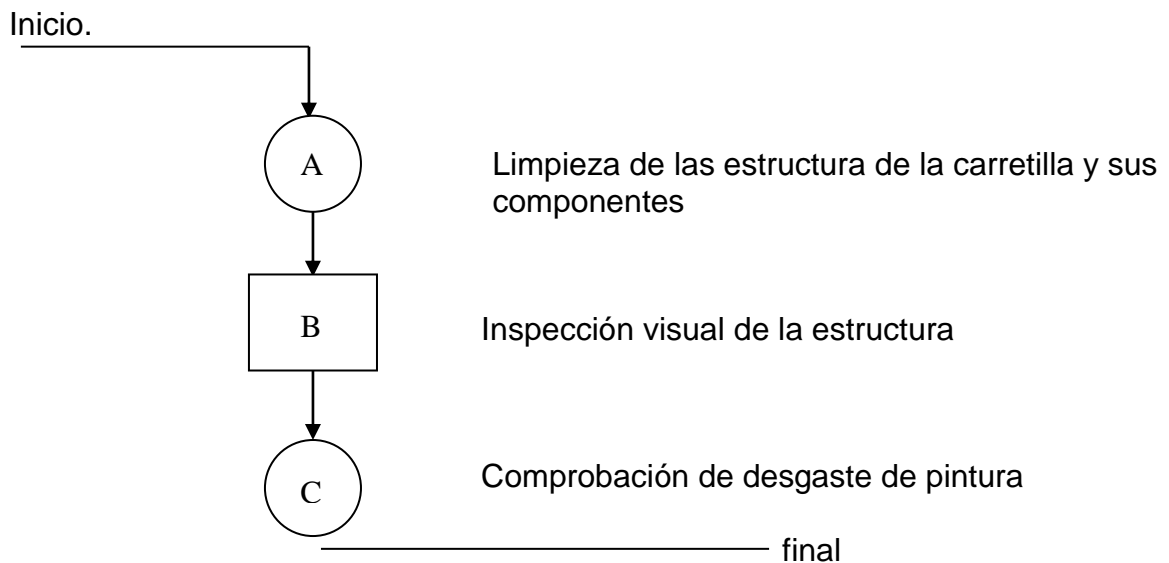 Inicio.
A
Limpieza de las estructura de la carretilla y sus
componentes
B
Inspección visual de la estructura
C
Comprobación de desgaste de pintura
final